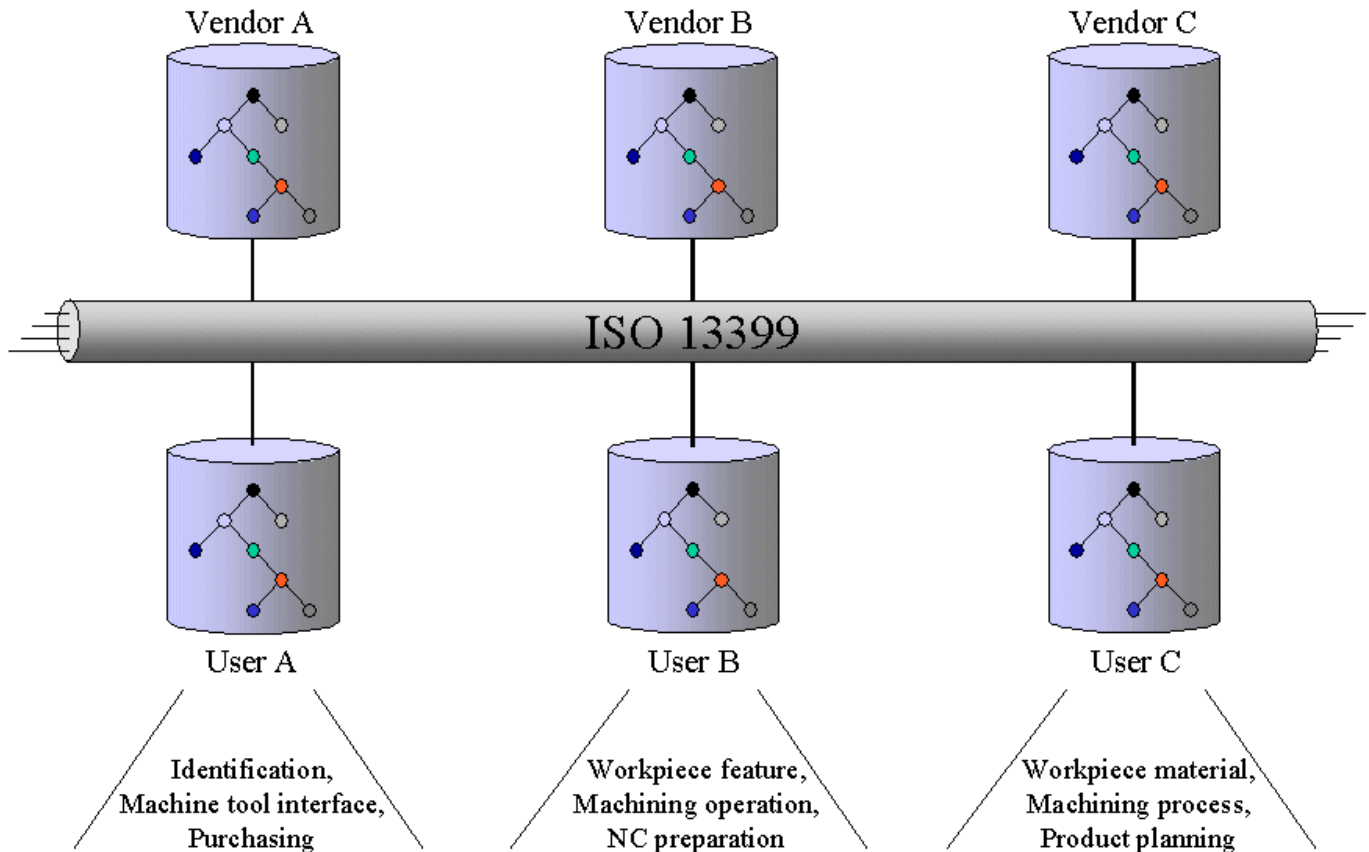 Vendor A
Vendor B
Vendor C
ISO 13399
User A
User B
User C
Identification,
Machine tool interface,
Purchasing
Workpiece feature,
Machining operation,
NC preparation
Workpiece material,
Machining process,
Product planning